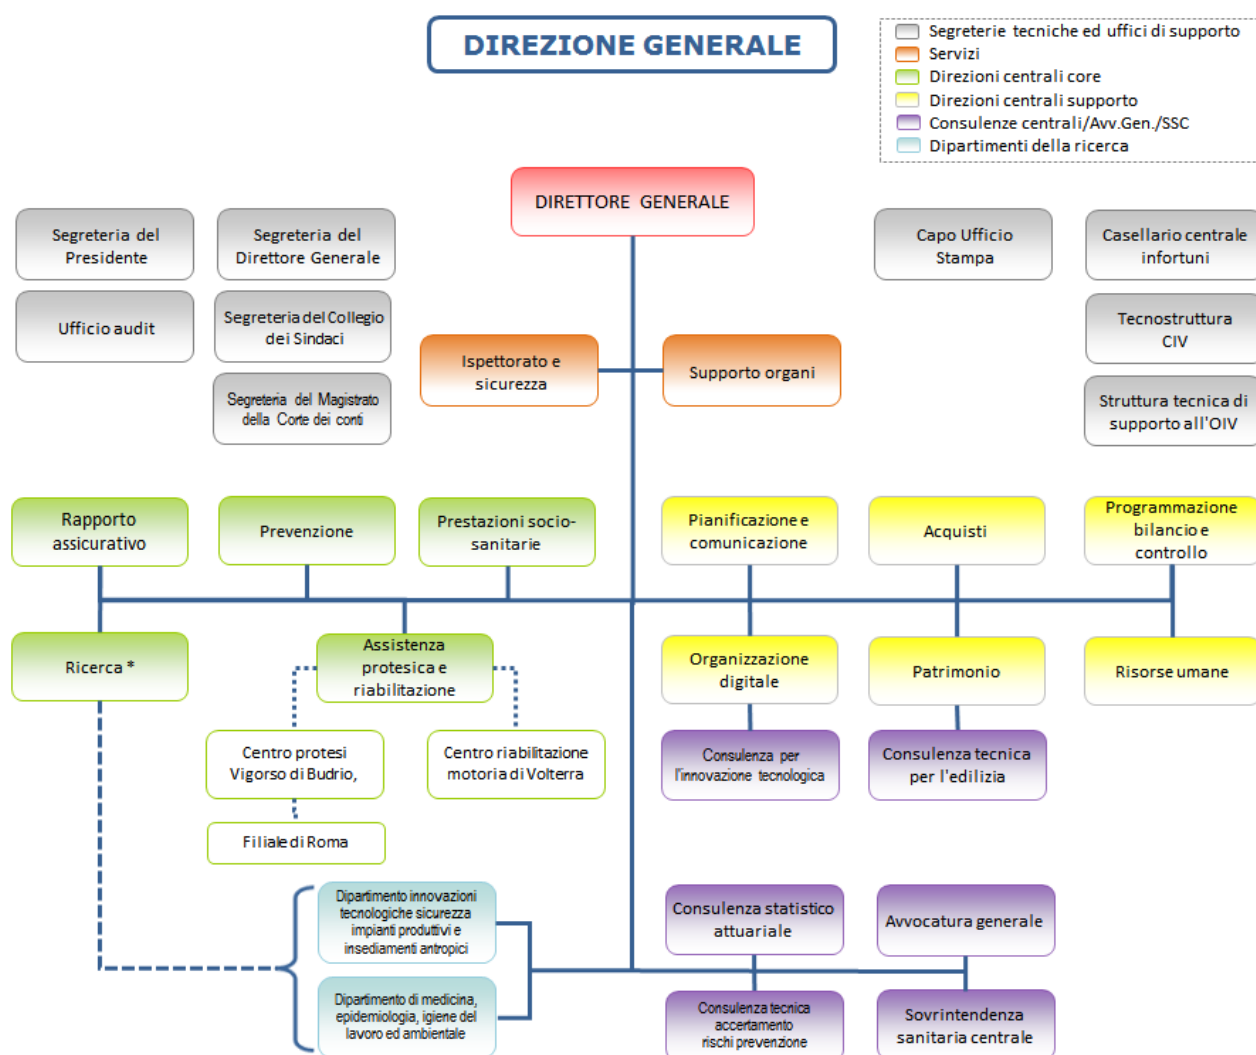 DIREZIONE GENERALE
Segreterie tecniche ed uffici di supporto
Servizi
Direzioni centrali core
Direzioni centrali supporto
Consulenze centrali/Avv.Gen./SSC
Dipartimenti della ricerca
DIRETTORE GENERALE
Segreteria del
Presidente
Segreteria del
Direttore Generale
Capo Ufficio
Stampa
Casellario centrale
infortuni
Ufficio audit
Segreteria del Collegio
dei Sindaci
Tecnostruttura
CIV
Ispettorato e
sicurezza
Supporto organi
Segreteria del Magistrato
della Corte dei conti
Struttura tecnica di
supporto all'OIV
Rapporto
assicurativo
Prevenzione
Prestazioni socio-
sanitarie
Pianificazione e
comunicazione
Acquisti
Programmazione
bilancio e
controllo
Ricerca *
Assistenza
protesica e
riabilitazione
Organizzazione
digitale
Patrimonio
Risorse umane
Centro protesi
Vigorso di Budrio,
Centro riabilitazione
motoria di Volterra
Consulenza per
l'innovazione tecnologica
Consulenza tecnica
per l'edilizia
Filiale di Roma
Dipartimento innovazioni
tecnologiche sicurezza
impianti produttivi e
insediamenti antropici
Consulenza statistico
attuariale
Avvocatura generale
Dipartimento di medicina,
epidemiologia, igiene del
lavoro ed ambientale
Consulenza tecnica
accertamento
rischi prevenzione
Sovrintendenza
sanitaria centrale